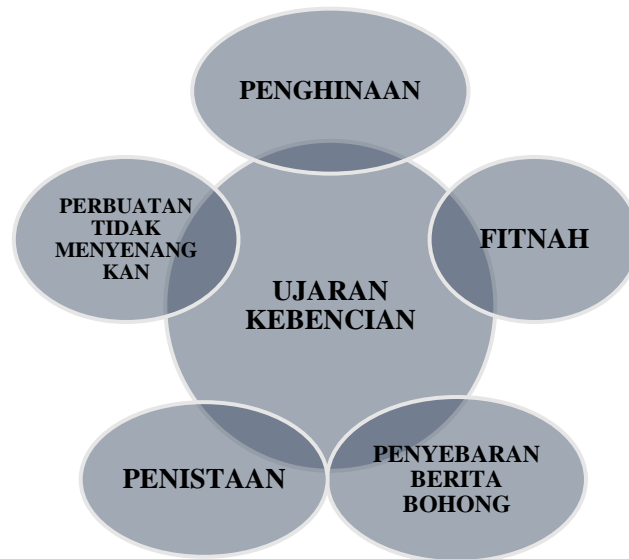 PENGHINAAN
PERBUATAN
TIDAK
MENYENANG
KAN
FITNAH
UJARAN
KEBENCIAN
PENISTAAN
PENYEBARAN
BERITA
BOHONG